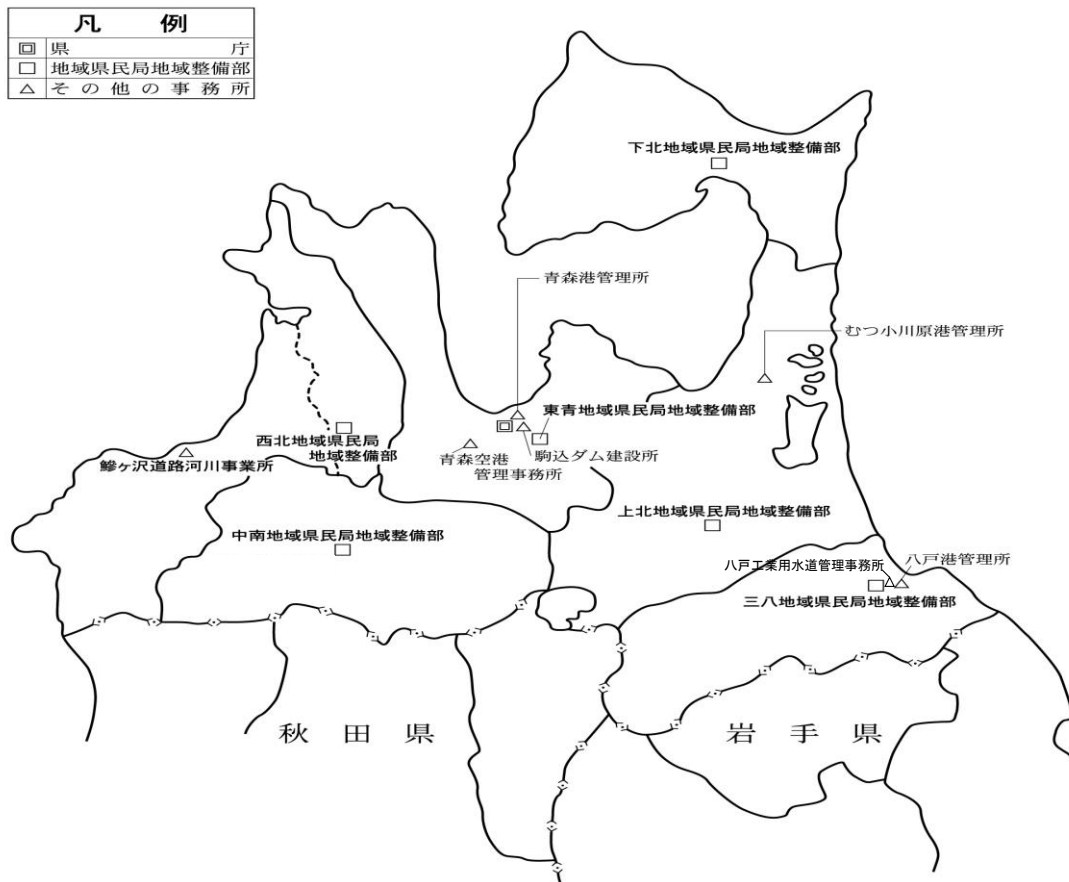 凡例
県庁
地域県民局地域整備部
その他の事務所
下北地域県民局地域整備部
青森港管理所
むつ小川原港管理所
東青地域県民局地域整備部
西北地域県民局
地域整備部
鰺ヶ沢道路河川事業所
青森空港
管理事務所
駒込ダム建設所
上北地域県民局地域整備部
中南地域県民局地域整備部
八戸工業用水道管理事務所
八戸港管理所
三八地域県民局地域整備部
秋田県
岩手県